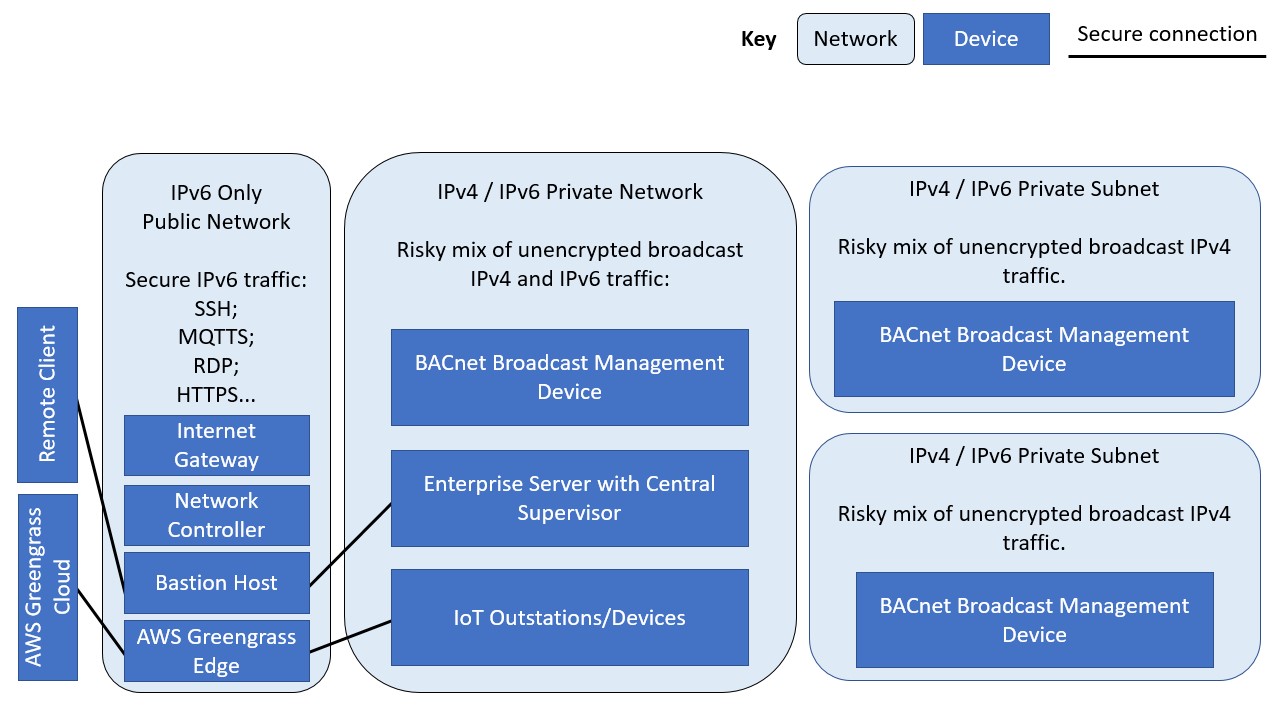 Key
Network
Device
Secure connection
IPv6 Only
Public Network
Secure IPv6 traffic:
SSH;
MQTTS;
RDP;
HTTPS...
Internet
Gateway
Network
Controller
Bastion Host
AWS Greengrass
Edge
Remote Client
AWS Greengrass
Cloud
IPv4 / IPv6 Private Network
Risky mix of unencrypted broadcast
IPv4 and IPv6 traffic:
BACnet Broadcast Management
Device
Enterprise Server with Central
Supervisor
IoT Outstations/Devices
IPv4 / IPv6 Private Subnet
Risky mix of unencrypted broadcast IPv4
traffic.
BACnet Broadcast Management
Device
IPv4 / IPv6 Private Subnet
Risky mix of unencrypted broadcast IPv4
traffic.
BACnet Broadcast Management
Device